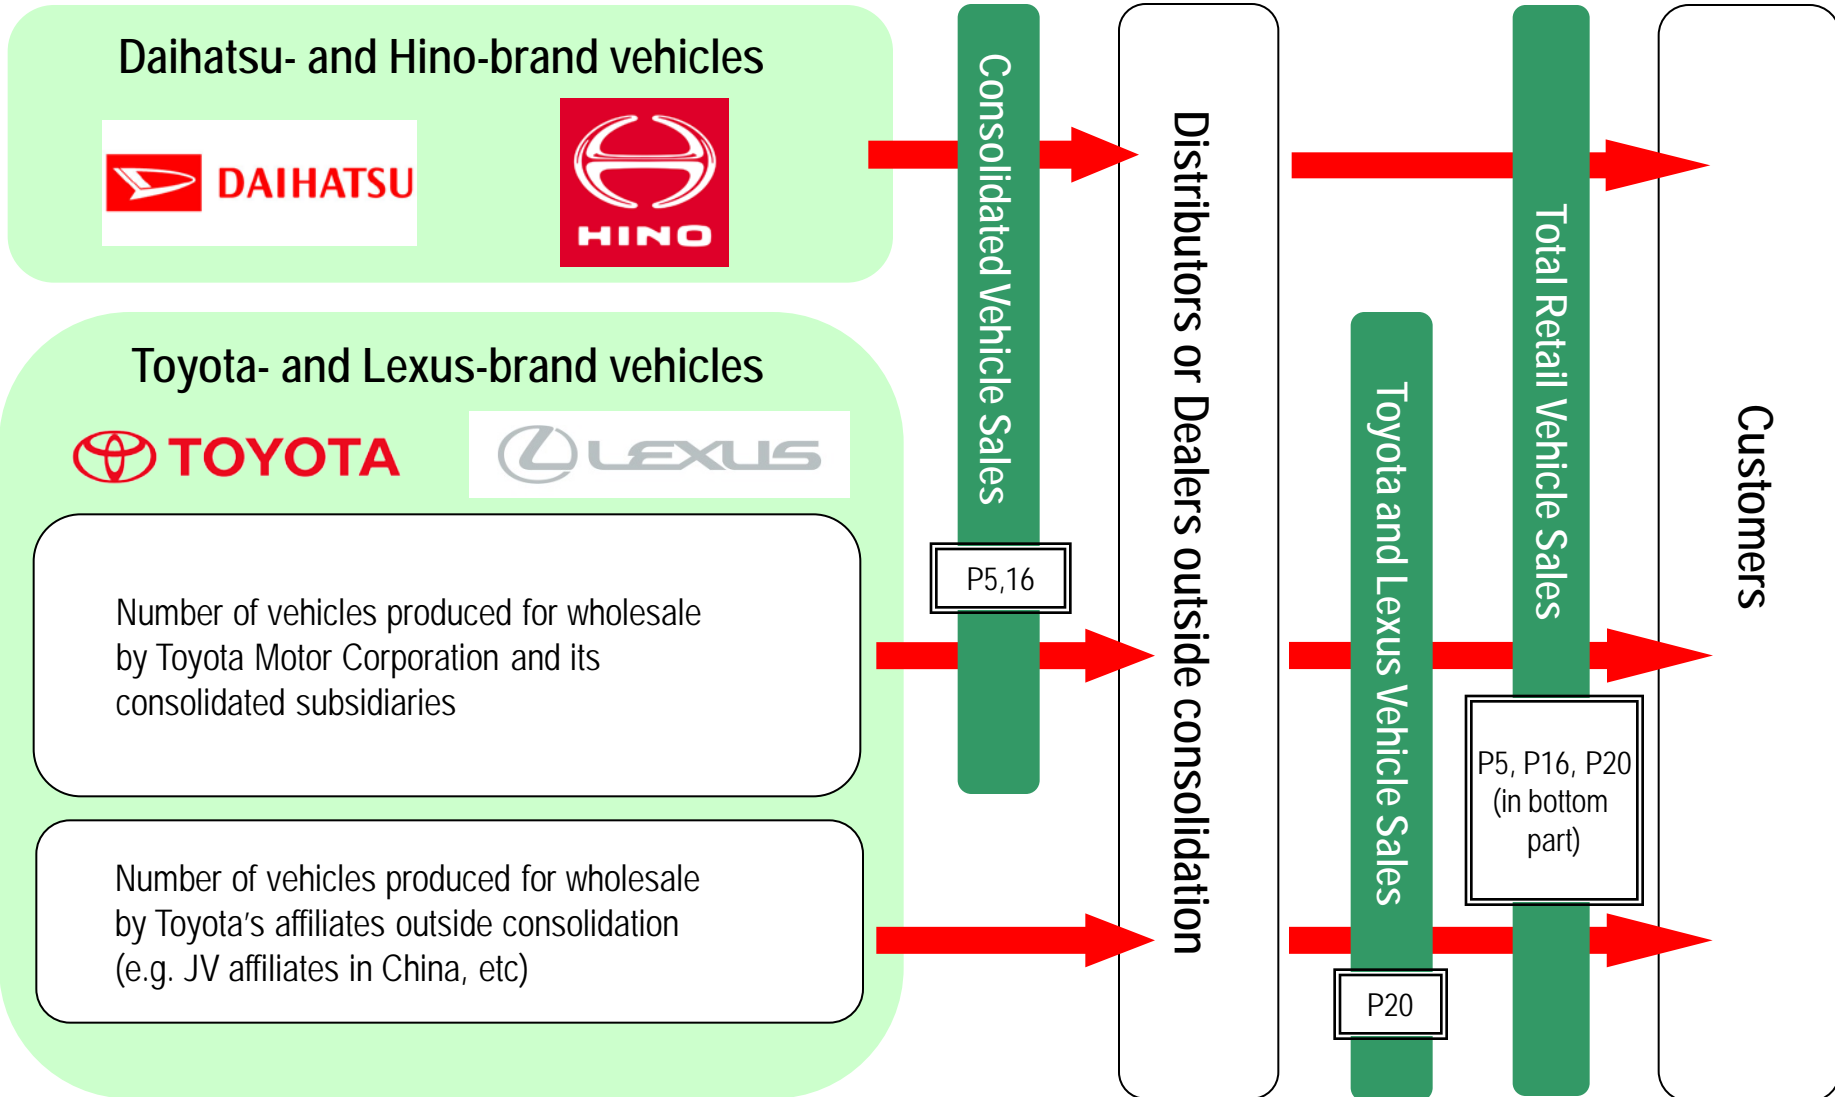 Daihatsu- and Hino-brand vehicles
DAIHATSU
HINO
Toyota- and Lexus-brand vehicles
TOYOTA
LEXUS
Number of vehicles produced for wholesale
by Toyota Motor Corporation and its
consolidated subsidiaries
Number of vehicles produced for wholesale
by Toyota's affiliates outside consolidation
(e.g. JV affiliates in China, etc)
Consolidated Vehicle Sales
P5,16
Distributors or Dealers outside consolidation
Toyota and Lexus Vehicle Sales
P20
Total Retail Vehicle Sales
P5, P16, P20
(in bottom
part)
Customers